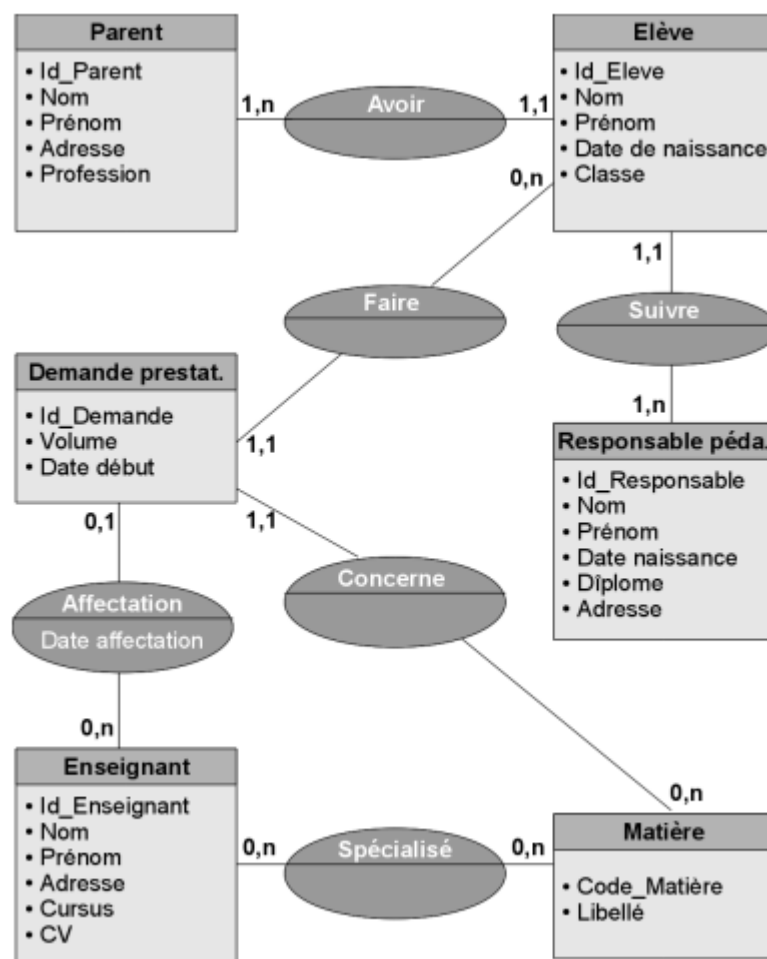 Parent
• Id_Parent
• Nom
• Prénom
• Adresse
• Profession
1,n
Avoir
1,1
Elève
• Id_Eleve
• Nom
• Prénom
• Date de naissance
• Classe
0,n
Faire
1,1
1,1
Suivre
1,n
Demande prestat.
• Id_Demande
• Volume
• Date début
Responsable péda.
• Id_Responsable
• Nom
• Prénom
• Date naissance
• Dîplome
• Adresse
0,1
1,1
Concerne
Affectation
Date affectation
0,n
0,n
Enseignant
• Id_Enseignant
• Nom
• Prénom
• Adresse
• Cursus
• CV
0,n
Spécialisé
0,n
Matière
• Code_Matière
• Libellé